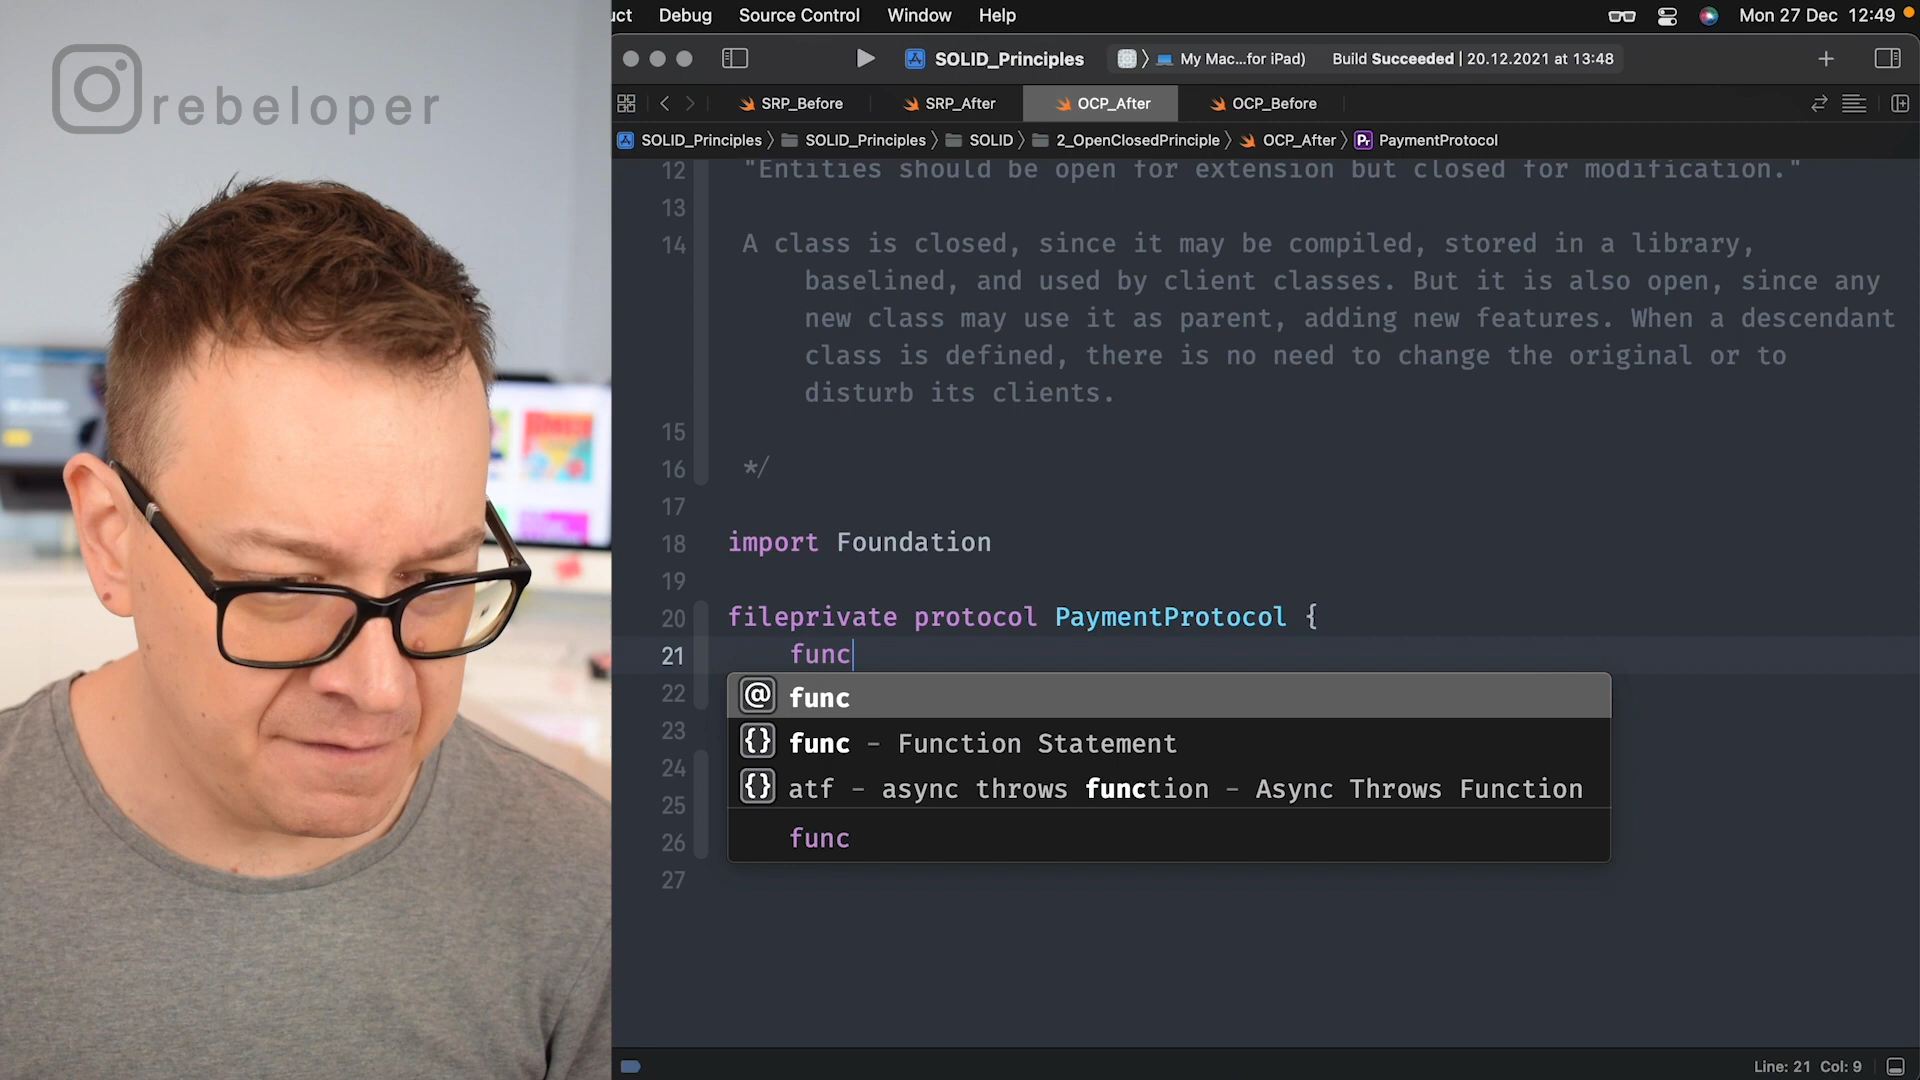 rebeloper
uct Debug Source Control Window Help Mon 27 Dec 12:49
SOLID_Principles My Mac...for iPad) Build Succeeded | 20.12.2021 at 13:48
SRP_Before SRP_After OCP_After OCP_Before
SOLID_Principles SOLID_Principles SOLID 2_OpenClosedPrinciple OCP_After Pr PaymentProtocol
12 "Entities should be open for extension but closed for modification."
13
14 A class is closed, since it may be compiled, stored in a library,
baselined, and used by client classes. But it is also open, since any
new class may use it as parent, adding new features. When a descendant
class is defined, there is no need to change the original or to
disturb its clients.
15
16 */
17
18 import Foundation
19
20 fileprivate protocol PaymentProtocol {
21 func
22 @ func
23 {} func - Function Statement
24 {} atf - async throws function - Async Throws Function
25
26 func
27
Line: 21 Col: 9